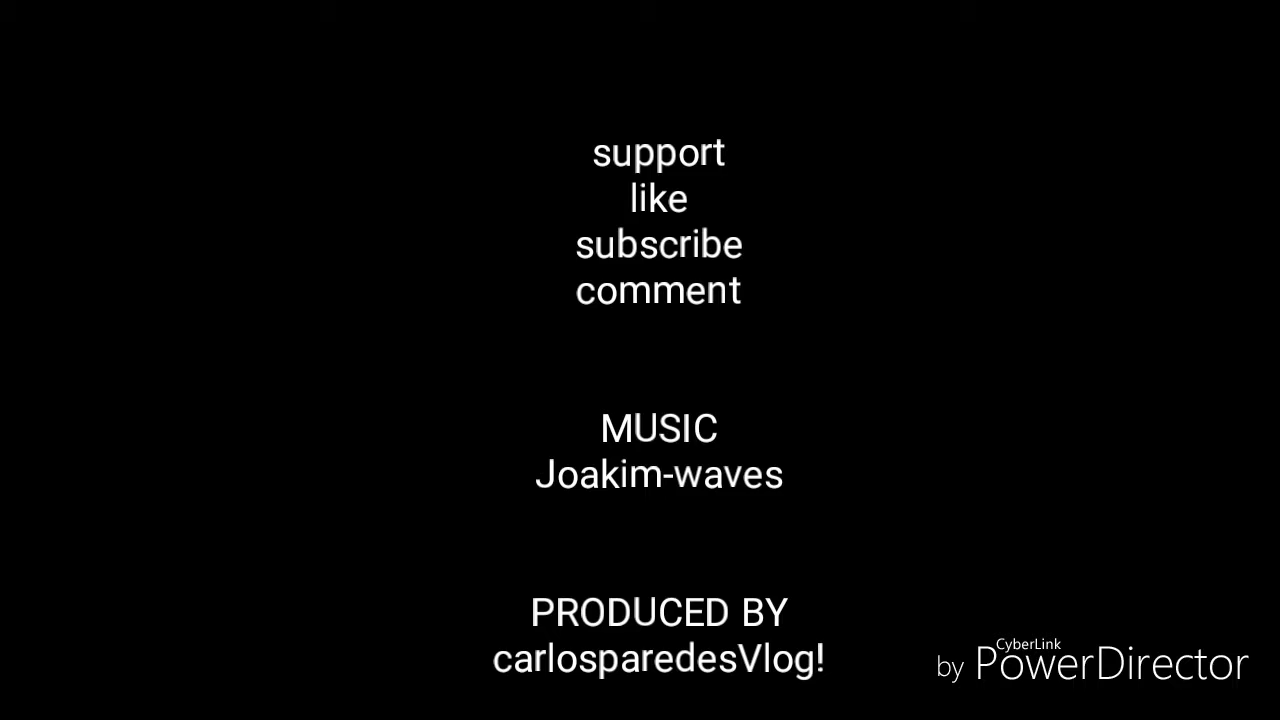 support
like
subscribe
comment
MUSIC
Joakim-waves
PRODUCED BY
carlosparedesVlog!
by CyberLink PowerDirector